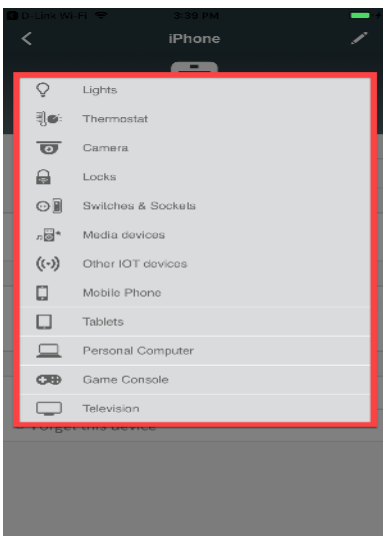 D-Link Wi-Fi 3:39 PM
iPhone
Lights
Thermostat
Camera
Locks
Switches & Sockets
Media devices
Other IOT devices
Mobile Phone
Tablets
Personal Computer
Game Console
Television
Forget this device